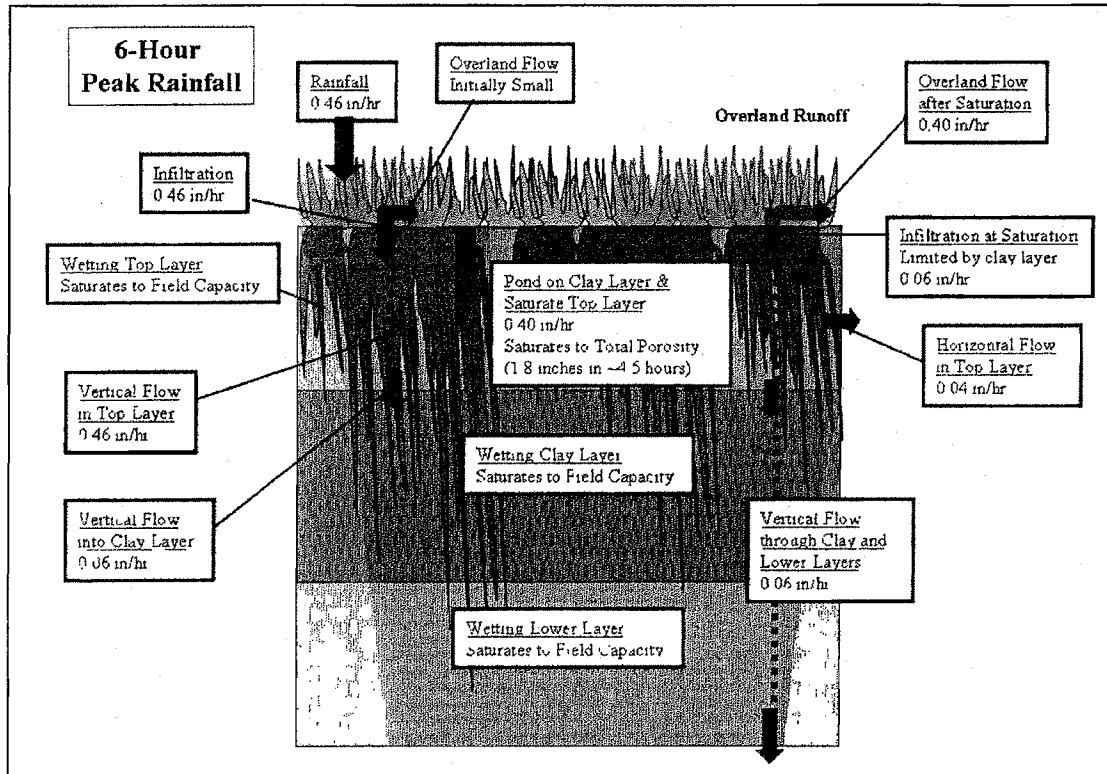 6-Hour
Peak Rainfall
Rainfall
0.46 in/hr
Overland Flow
Initially Small
Overland Runoff
Overland Flow
after Saturation
0.40 in/hr
Infiltration
0.46 in/hr
Wetting Top Layer
Saturates to Field Capacity
Pond on Clay Layer &
Saturate Top Layer
0.40 in/hr
Saturates to Total Porosity
(1.8 inches in ~4.5 hours)
Infiltration at Saturation
Limited by clay layer
0.06 in/hr
Horizontal Flow
in Top Layer
0.04 in/hr
Vertical Flow
in Top Layer
0.46 in/hr
Wetting Clay Layer
Saturates to Field Capacity
Vertical Flow
into Clay Layer
0.06 in/hr
Vertical Flow
through Clay and
Lower Layers
0.06 in/hr
Wetting Lower Layer
Saturates to Field Capacity